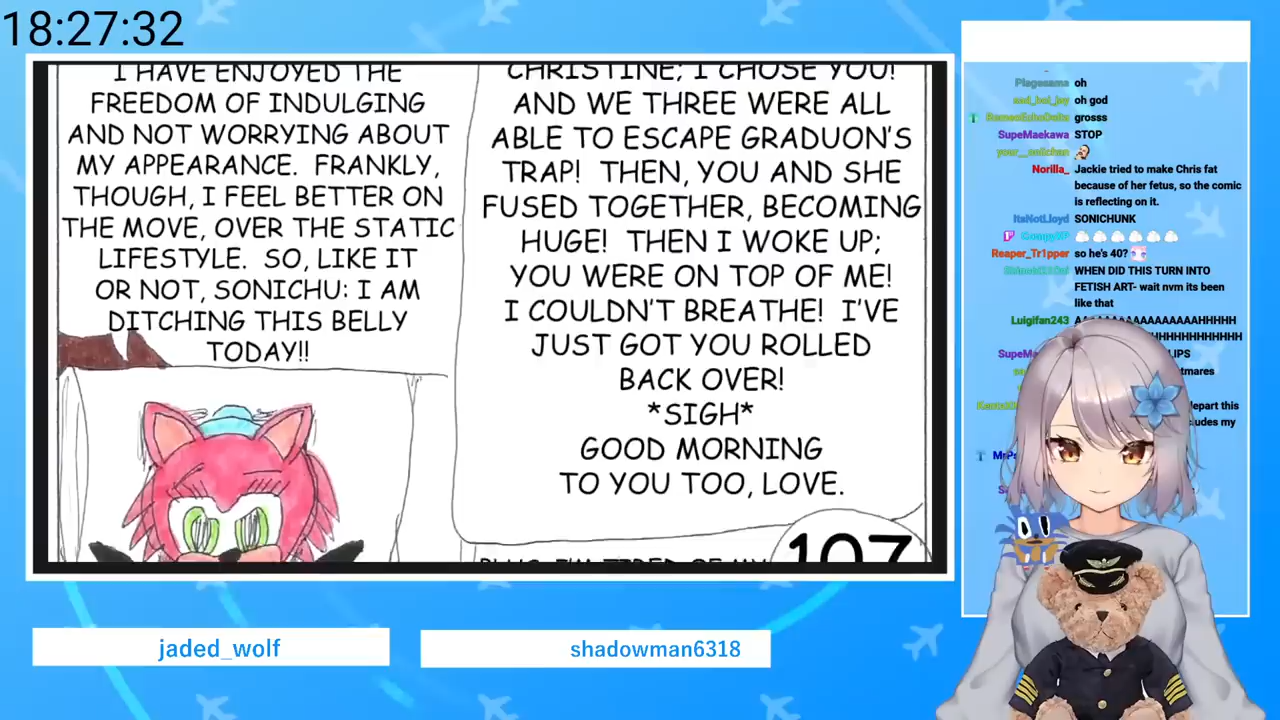 18:27:32
I HAVE ENJOYED THE
FREEDOM OF INDULGING
AND NOT WORRYING ABOUT
MY APPEARANCE. FRANKLY,
THOUGH, I FEEL BETTER ON
THE MOVE, OVER THE STATIC
LIFESTYLE. SO, LIKE IT
OR NOT, SONICHU: I AM
DITCHING THIS BELLY
TODAY!!
CHRISTINE; I CHOSE YOU!
AND WE THREE WERE ALL
ABLE TO ESCAPE GRADUON'S
TRAP! THEN, YOU AND SHE
FUSED TOGETHER, BECOMING
HUGE! THEN I WOKE UP;
YOU WERE ON TOP OF ME!
I COULDN'T BREATHE! I'VE
JUST GOT YOU ROLLED
BACK OVER!
*SIGH*
GOOD MORNING
TO YOU TOO, LOVE.
107
Plagesama oh
sad_boi_jay oh god
RomeoEchoDelta grosss
SupeMaekawa STOP
your__oniichan
Norilla_ Jackie tried to make Chris fat
because of her fetus, so the comic
is reflecting on it.
ItsNotLloyd SONICHUNK
Reaper_Tr1pper so he's 40?
WHEN DID THIS TURN INTO
FETISH ART- wait nvm its been
like that
Luigifan243
jaded_wolf
shadowman6318